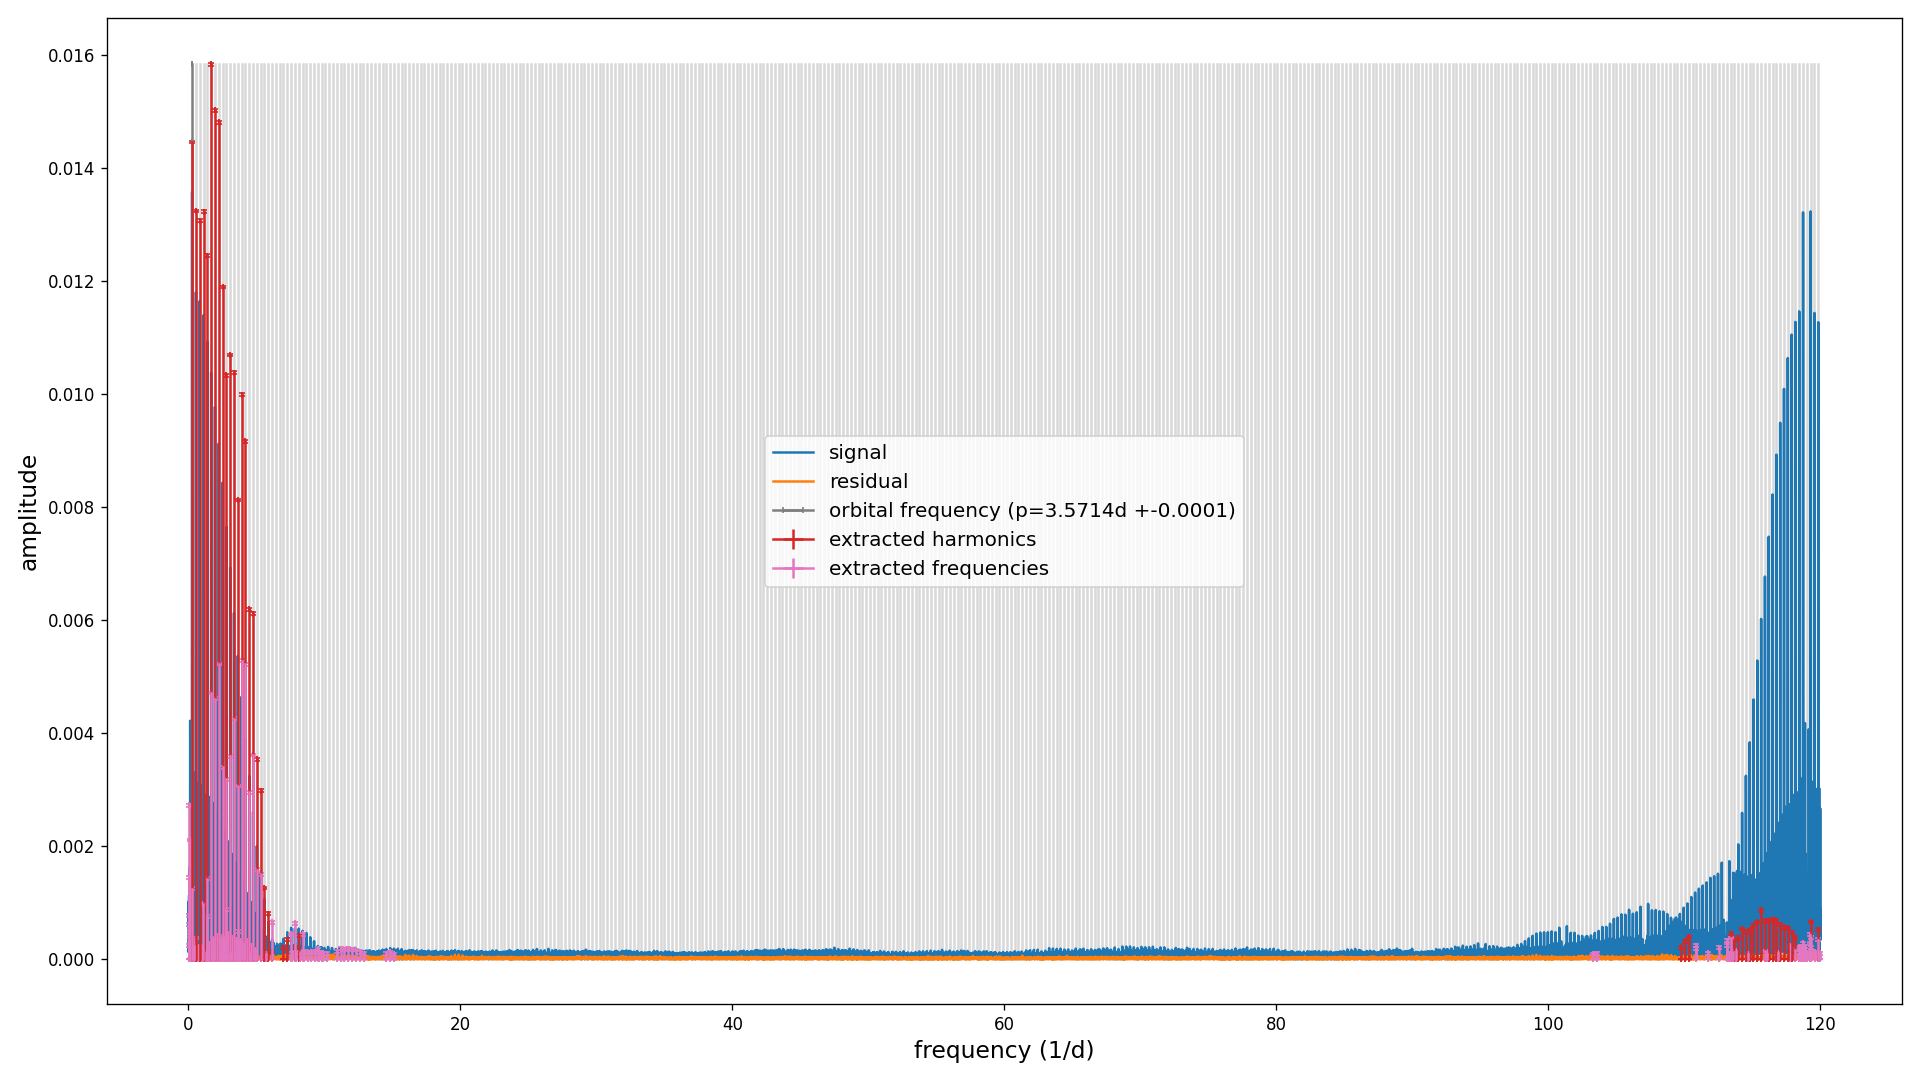 0.016
0.014
0.012
0.010
0.008
0.006
0.004
0.002
0.000
amplitude
signal
residual
orbital frequency (p=3.5714d +-0.0001)
extracted harmonics
extracted frequencies
0 20 40 60 80 100 120
frequency (1/d)